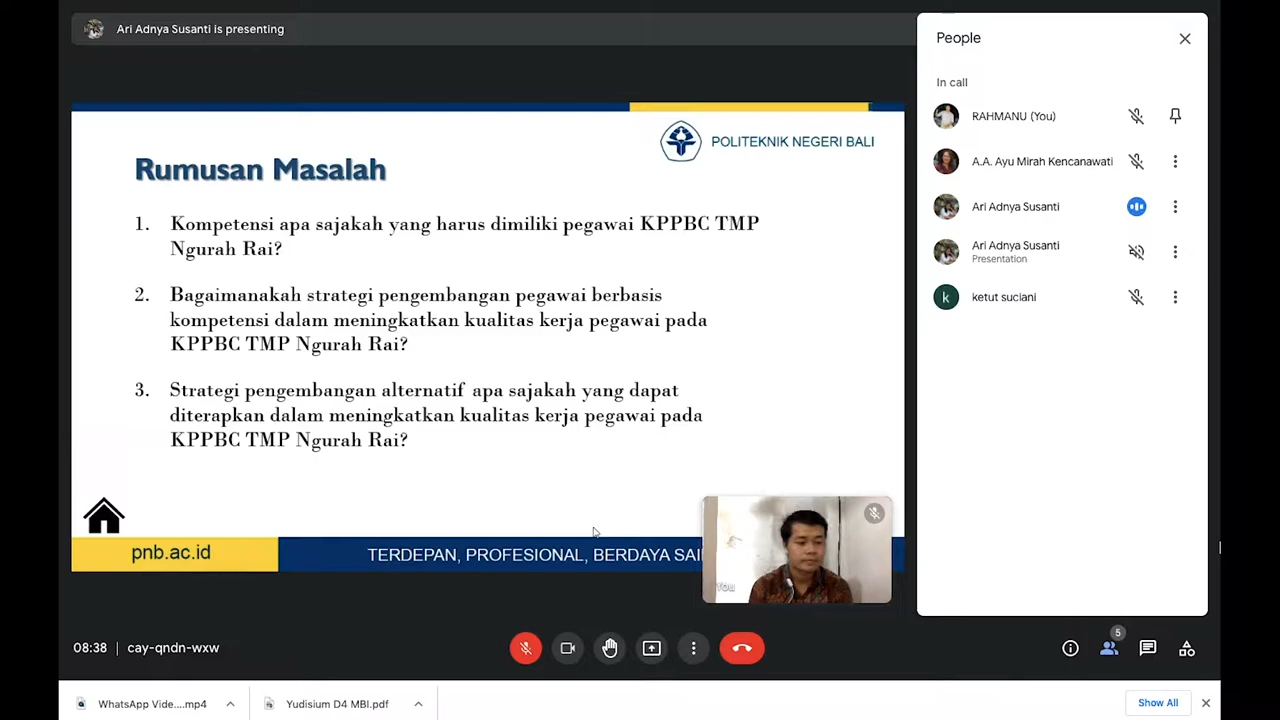 Ari Adnya Susanti is presenting
POLITEKNIK NEGERI BALI
Rumusan Masalah
1. Kompetensi apa sajakah yang harus dimiliki pegawai KPPBC TMP
Ngurah Rai?
2. Bagaimanakah strategi pengembangan pegawai berbasis
kompetensi dalam meningkatkan kualitas kerja pegawai pada
KPPBC TMP Ngurah Rai?
3. Strategi pengembangan alternatif apa sajakah yang dapat
diterapkan dalam meningkatkan kualitas kerja pegawai pada
KPPBC TMP Ngurah Rai?
pnb.ac.id
TERDEPAN, PROFESIONAL, BERDAYA SAI
You
People
In call
RAHMANU (You)
A.A. Ayu Mirah Kencanawati
Ari Adnya Susanti
Ari Adnya Susanti
Presentation
k
ketut suciani
08:38 | cay-qndn-wxw
5
WhatsApp Vide....mp4
Yudisium D4 MBI.pdf
Show All